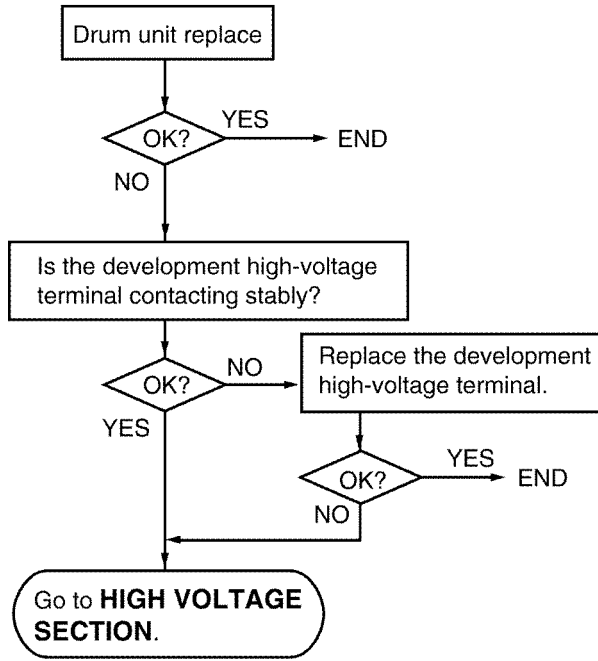 Drum unit replace
OK?
YES
END
NO
Is the development high-voltage
terminal contacting stably?
OK?
NO
YES
Replace the development
high-voltage terminal.
OK?
YES
END
NO
Go to HIGH VOLTAGE
SECTION.